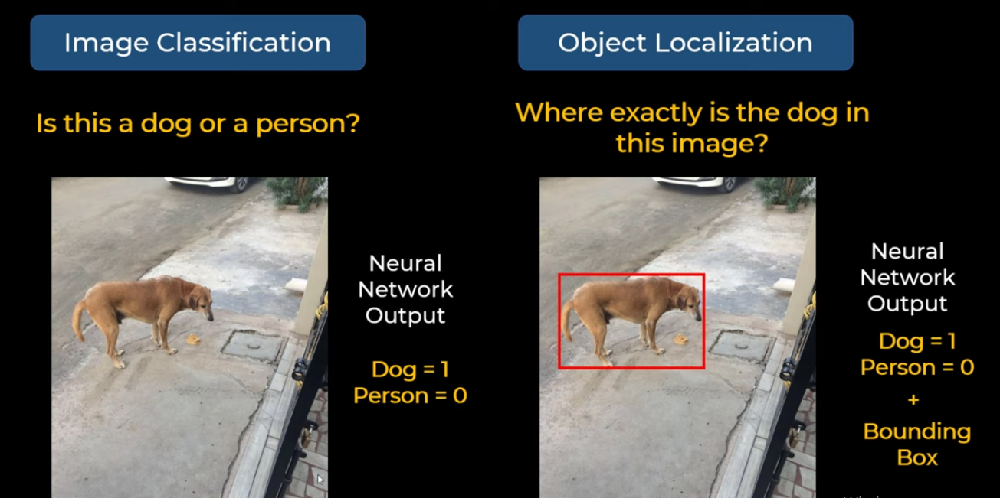 Image Classification
Is this a dog or a person?
Neural
Network
Output
Dog = 1
Person = 0
Object Localization
Where exactly is the dog in
this image?
Neural
Network
Output
Dog = 1
Person = 0
+
Bounding
Box